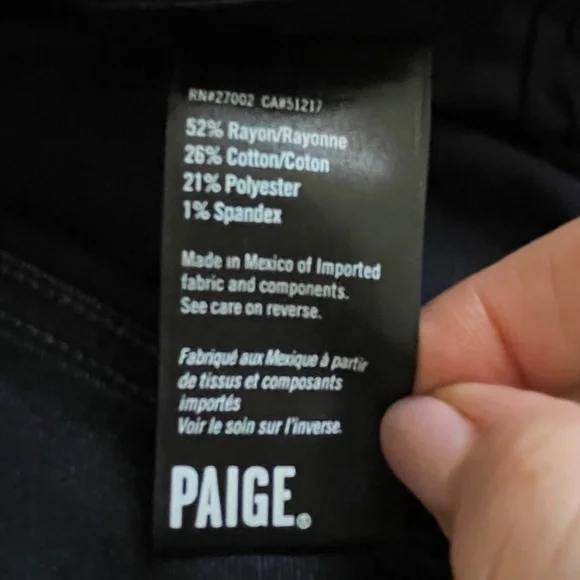 RN#27002 CA#51217
52% Rayon/Rayonne
26% Cotton/Coton
21% Polyester
1% Spandex
Made in Mexico of Imported
fabric and components.
See care on reverse.
Fabriqué aux Mexique à partir
de tissus et composants
importés
Voir le soin sur l'inverse.
PAIGE.®